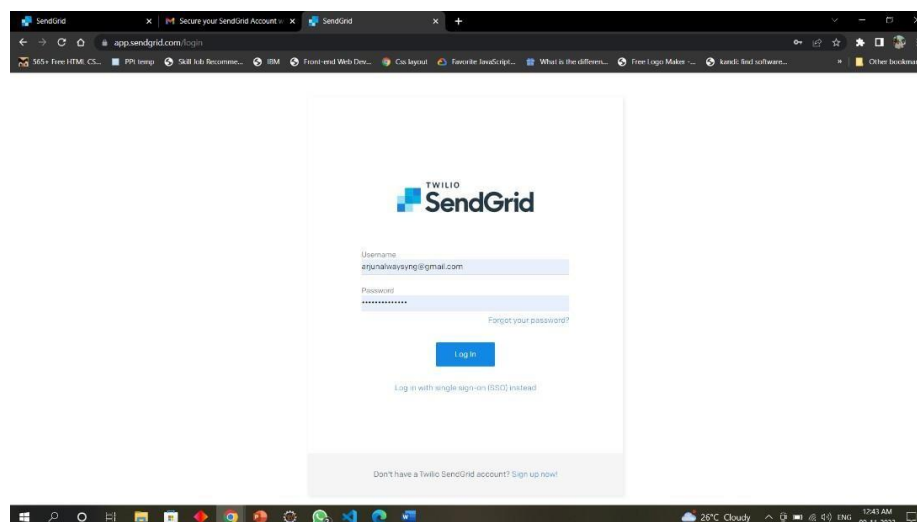 SendGrid
Secure your SendGrid Account w
SendGrid
app.sendgrid.com/login
565+ Free HTML, CS...
PPt temp
Skill Job Recomme...
IBM
Front-end Web Dev...
Css layout
Favorite JavaScript...
What is the differen...
Free Logo Maker -...
kandi: find software...
»
Other bookmar
TWILIO
SendGrid
Username
arjunalwaysyng@gmail.com
Password
••••••••••••••
Forgot your password?
Log In
Log in with single sign-on (SSO) instead
Don't have a Twilio SendGrid account? Sign up now!
26°C Cloudy
ENG
12:43 AM